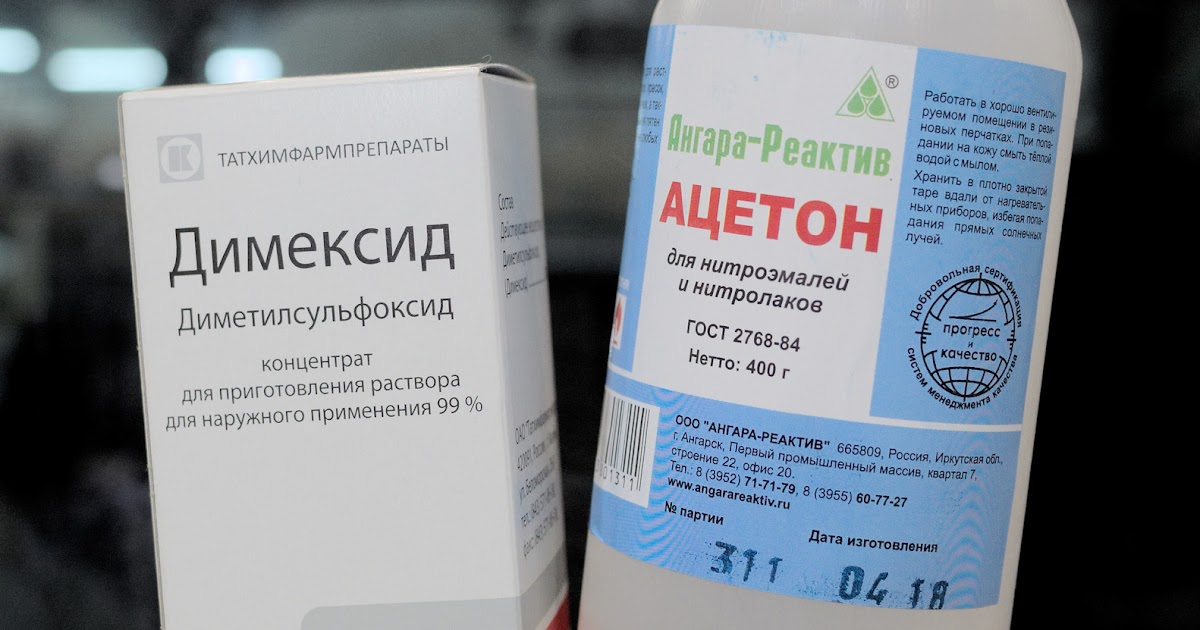 ТАТХИМФАРМПРЕПАРАТЫ
Димексид
Диметилсульфоксид
концентрат
для приготовления раствора
для наружного применения 99 %
Состав
Ангара-Реактив
®
АЦЕТОН
для нитроэмалей
и нитролаков
ГОСТ 2768-84
Нетто: 400 г
Работать в хорошо вентили-
руемом помещении в рези-
новых перчатках. При попа-
дании на кожу смыть тёплой
водой с мылом.
Хранить в плотно закрытой
таре вдали от нагреватель-
ных приборов, избегая попа-
дания прямых солнечных
лучей.
Добровольная сертификация
прогресс
и
качество
систем менеджмента качества
ООО "АНГАРА-РЕАКТИВ" 665809, Россия, Иркутская обл.,
г. Ангарск, Первый промышленный массив, квартал 7,
строение 22, офис 20.
Тел.: 8 (3952) 71-71-79, 8 (3955) 60-77-27
www.angarareaktiv.ru
№ партии
Дата изготовления
311
04 18